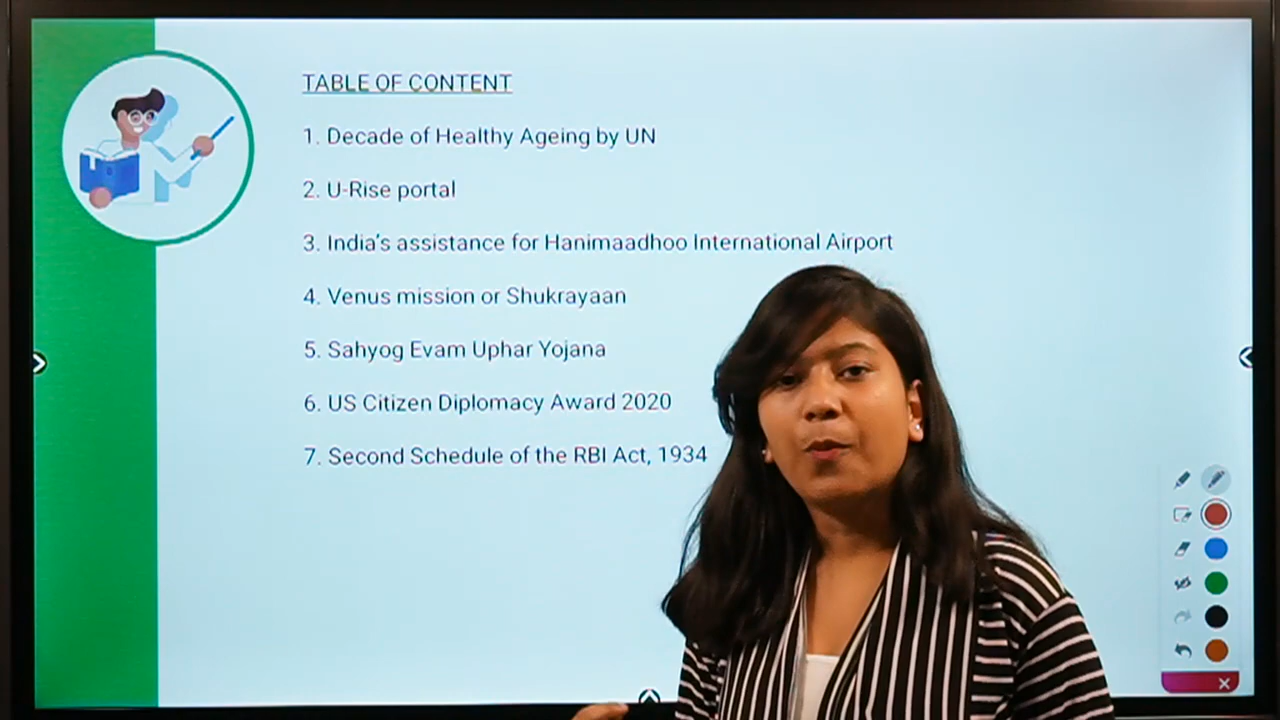 TABLE OF CONTENT
1. Decade of Healthy Ageing by UN
2. U-Rise portal
3. India's assistance for Hanimaadhoo International Airport
4. Venus mission or Shukrayaan
5. Sahyog Evam Uphar Yojana
6. US Citizen Diplomacy Award 2020
7. Second Schedule of the RBI Act, 1934